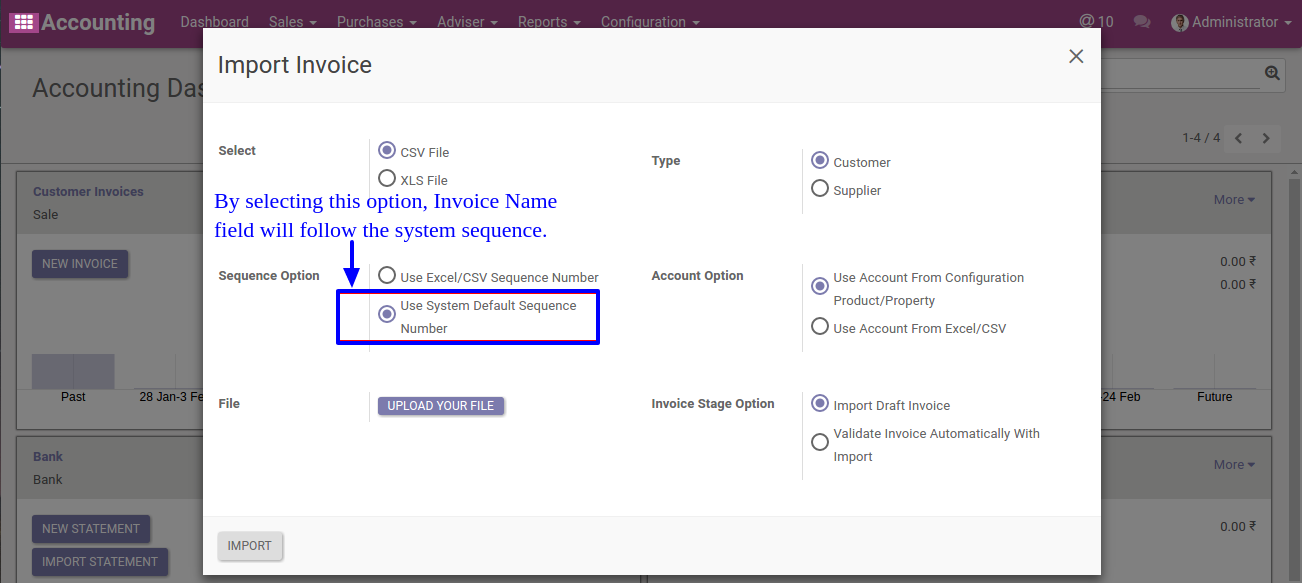 Accounting Dashboard Sales Purchases Adviser Reports Configuration @ 10 Administrator
Import Invoice
Accounting Das
1-4 / 4
Select
CSV File
XLS File
Type
Customer
Supplier
By selecting this option, Invoice Name
field will follow the system sequence.
Customer Invoices
Sale
More
NEW INVOICE
0.00 ₹
0.00 ₹
Sequence Option
Use Excel/CSV Sequence Number
Use System Default Sequence
Number
Account Option
Use Account From Configuration
Product/Property
Use Account From Excel/CSV
Past
28 Jan-3 Fe
-24 Feb
Future
File
UPLOAD YOUR FILE
Invoice Stage Option
Import Draft Invoice
Validate Invoice Automatically With
Import
Bank
Bank
More
NEW STATEMENT
0.00 ₹
IMPORT STATEMENT
IMPORT